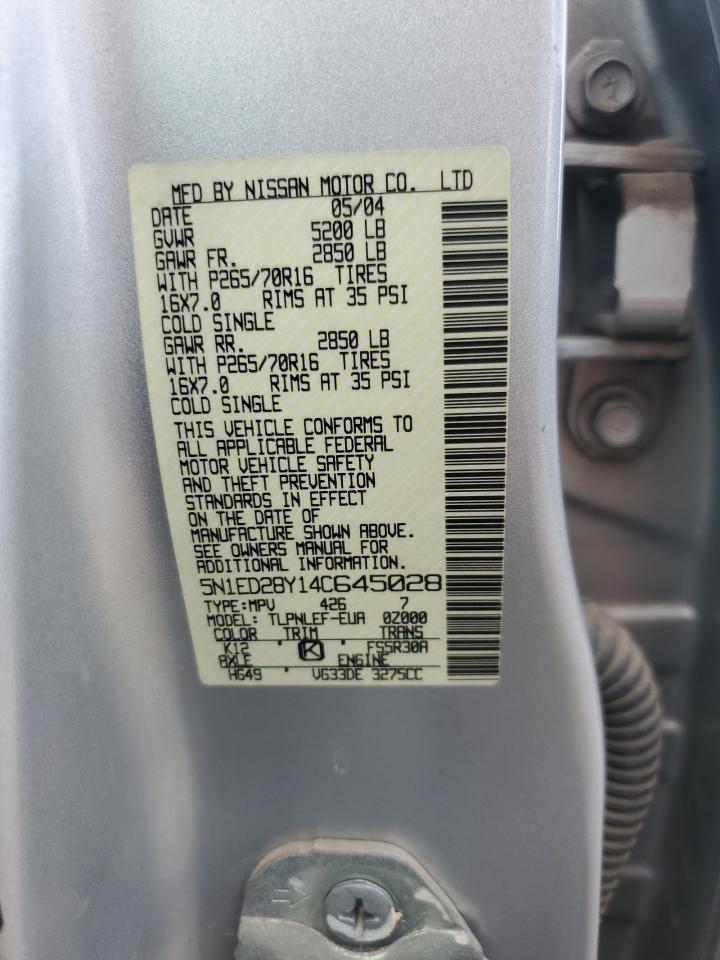 MFD BY NISSAN MOTOR CO. LTD
DATE 05/04
GVWR 5200 LB
GAWR FR. 2850 LB
WITH P265/70R16 TIRES
16X7.0 RIMS AT 35 PSI
COLD SINGLE
GAWR RR. 2850 LB
WITH P265/70R16 TIRES
16X7.0 RIMS AT 35 PSI
COLD SINGLE
THIS VEHICLE CONFORMS TO
ALL APPLICABLE FEDERAL
MOTOR VEHICLE SAFETY
AND THEFT PREVENTION
STANDARDS IN EFFECT
ON THE DATE OF
MANUFACTURE SHOWN ABOVE.
SEE OWNERS MANUAL FOR
ADDITIONAL INFORMATION.
5N1ED28Y14C645028
TYPE:MPV 426 7
MODEL: TLPNLEF-EUA 0Z000
COLOR TRIM TRANS
K12 K FS5R30A
AXLE ENGINE
HG49 VG33DE 3275CC